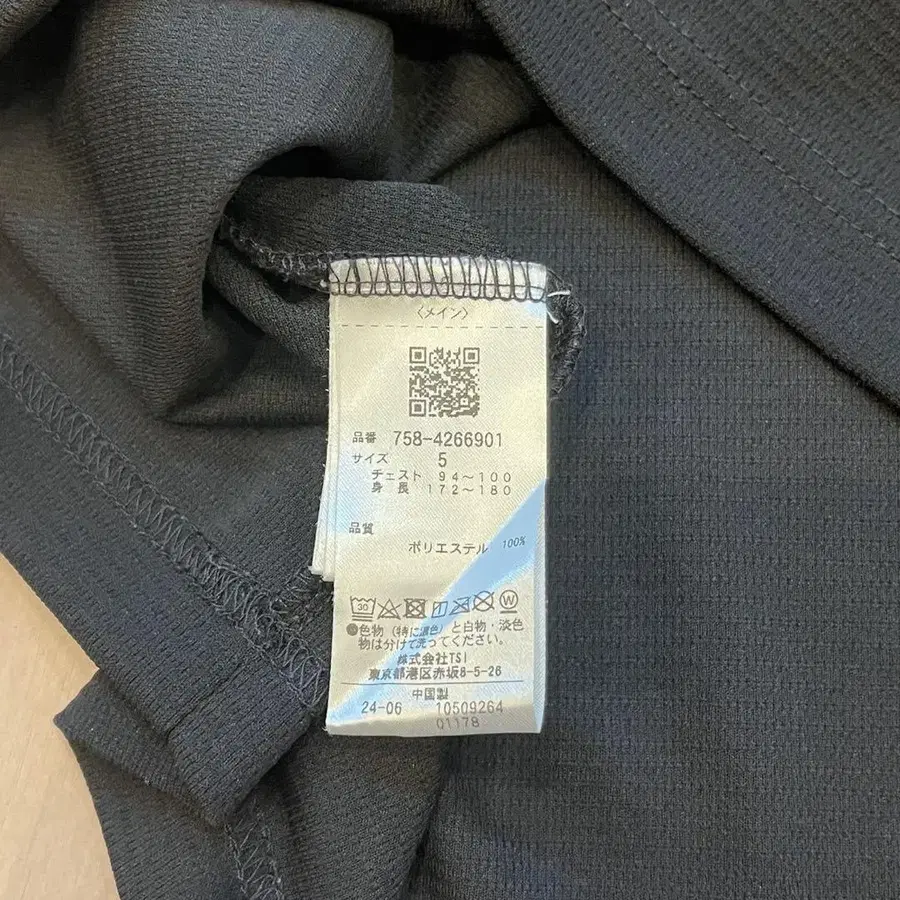 〈メイン〉
品番 758-4266901
サイズ 5
チェスト 94～100
身長 172～180
品質
ポリエステル 100%
30 W
●色物（特に濃色）と白物・淡色
物は分けて洗ってください。
株式会社TSI
東京都港区赤坂8-5-26
中国製
24-06 10509264
01178